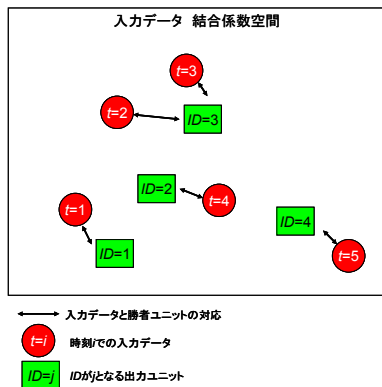 入力データ 結合係数空間
t=3
t=2
ID=3
ID=2
t=4
t=1
ID=4
ID=1
t=5
入力データと勝者ユニットの対応
t=i 時刻iでの入力データ
ID=j IDがjとなる出力ユニット